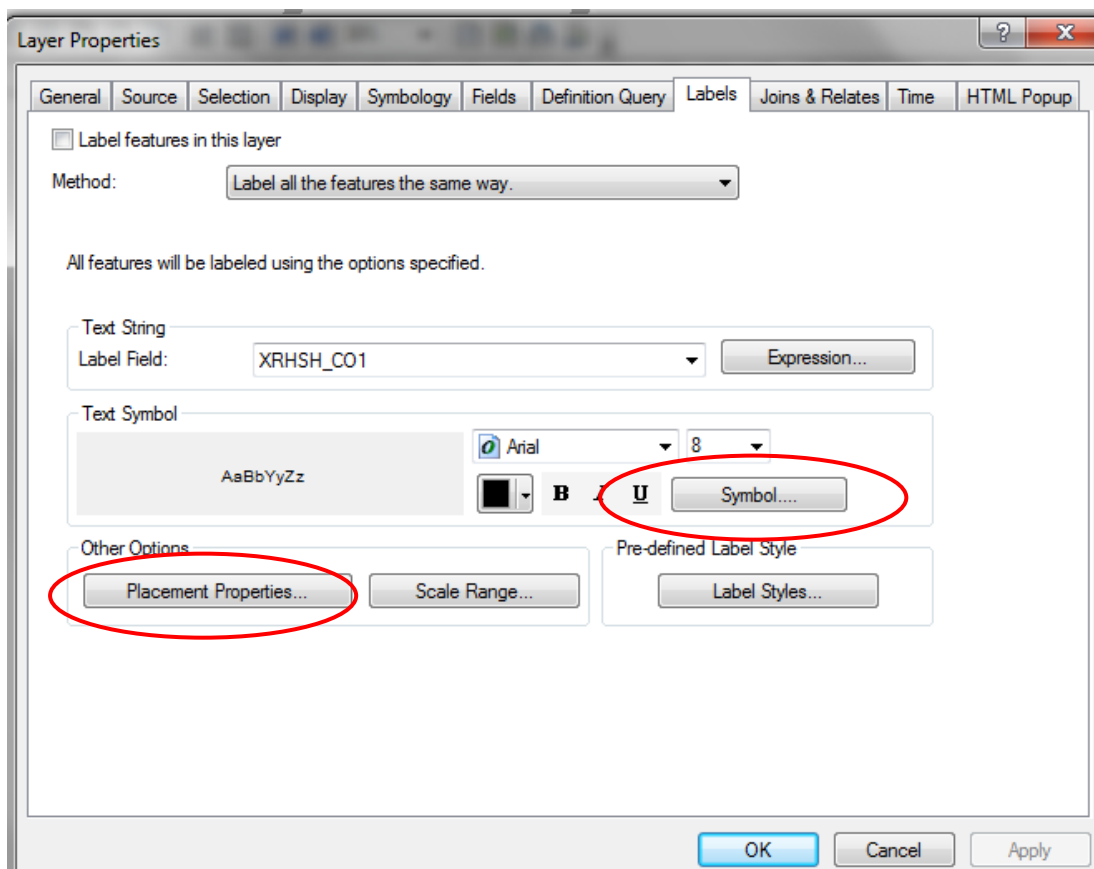 Layer Properties
General Source Selection Display Symbology Fields Definition Query Labels Joins & Relates Time HTML Popup
Label features in this layer
Method: Label all the features the same way.
All features will be labeled using the options specified.
Text String
Label Field: XRHSH_CO1 Expression...
Text Symbol
AaBbYyZz
Arial 8
B I U Symbol....
Other Options
Pre-defined Label Style
Placement Properties... Scale Range... Label Styles...
OK Cancel Apply